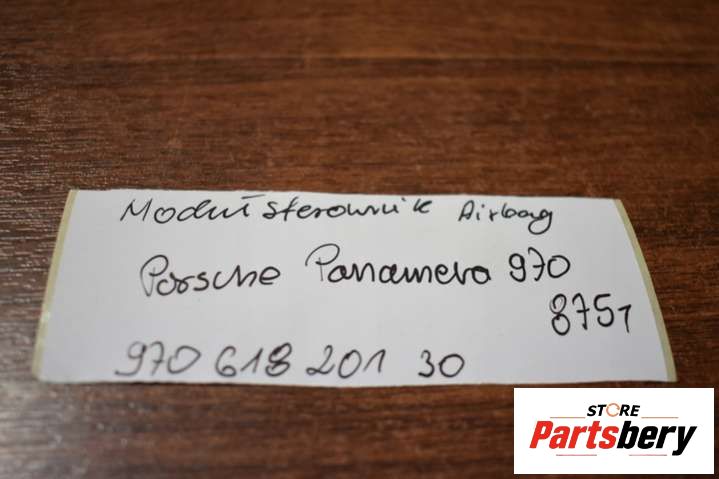 Moduł sterownik Airbag
Porsche Panamera 970
8751
970 618 201 30
STORE
Partsbery